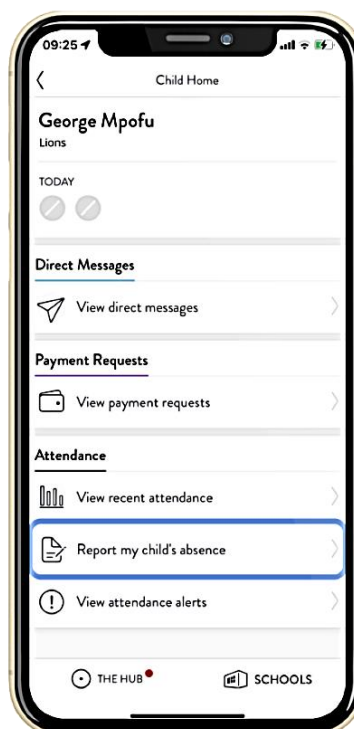 09:25
Child Home
George Mpofu
Lions
TODAY
Direct Messages
View direct messages
Payment Requests
View payment requests
Attendance
View recent attendance
Report my child's absence
View attendance alerts
THE HUB
SCHOOLS